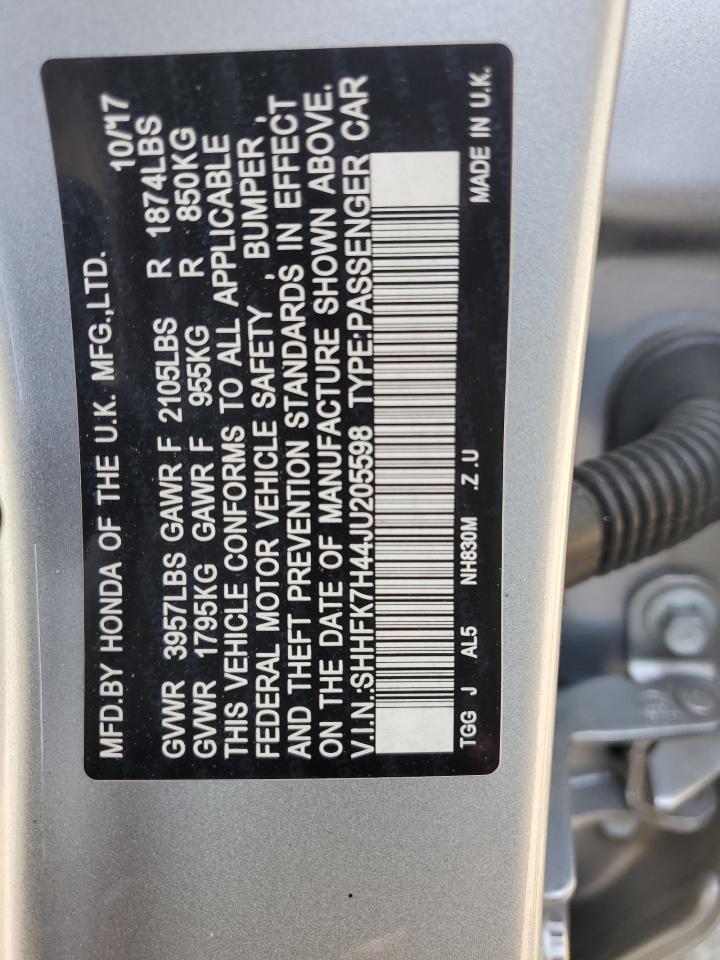 MFD.BY HONDA OF THE U.K. MFG.,LTD. 10/17
GVWR 3957LBS GAWR F 2105LBS R 1874LBS
GVWR 1795KG GAWR F 955KG R 850KG
THIS VEHICLE CONFORMS TO ALL APPLICABLE
FEDERAL MOTOR VEHICLE SAFETY , BUMPER ,
AND THEFT PREVENTION STANDARDS IN EFFECT
ON THE DATE OF MANUFACTURE SHOWN ABOVE.
V.I.N.:SHHFK7H44JU205598 TYPE:PASSENGER CAR
TGG J AL5 NH830M .Z .U MADE IN U.K.